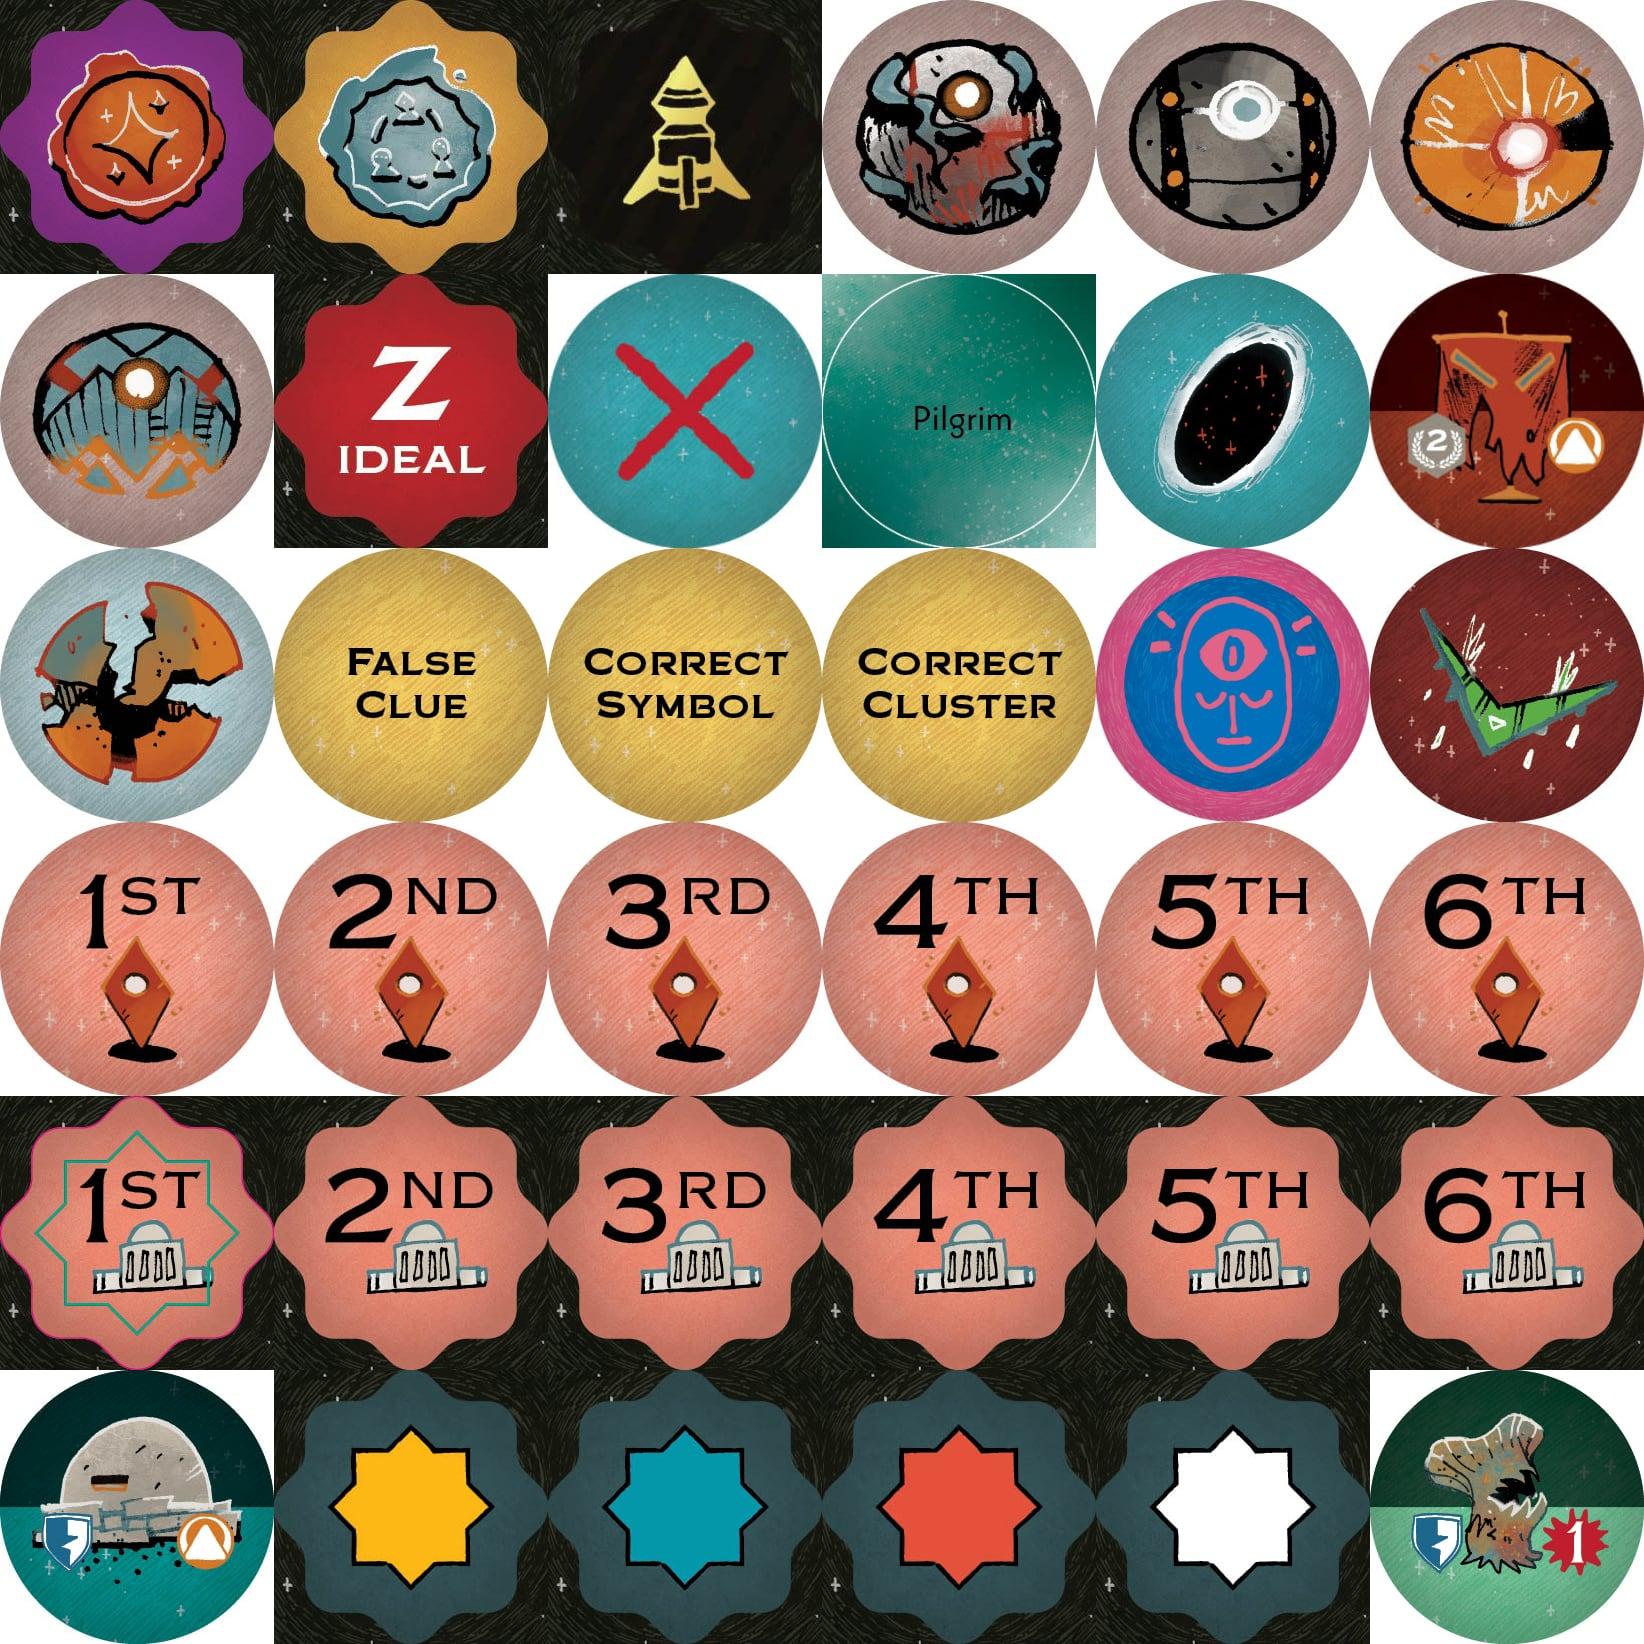 Z
IDEAL
Pilgrim
2
FALSE
CLUE
CORRECT
SYMBOL
CORRECT
CLUSTER
1ST
2ND
3RD
4TH
5TH
6TH
1ST
2ND
3RD
4TH
5TH
6TH
1